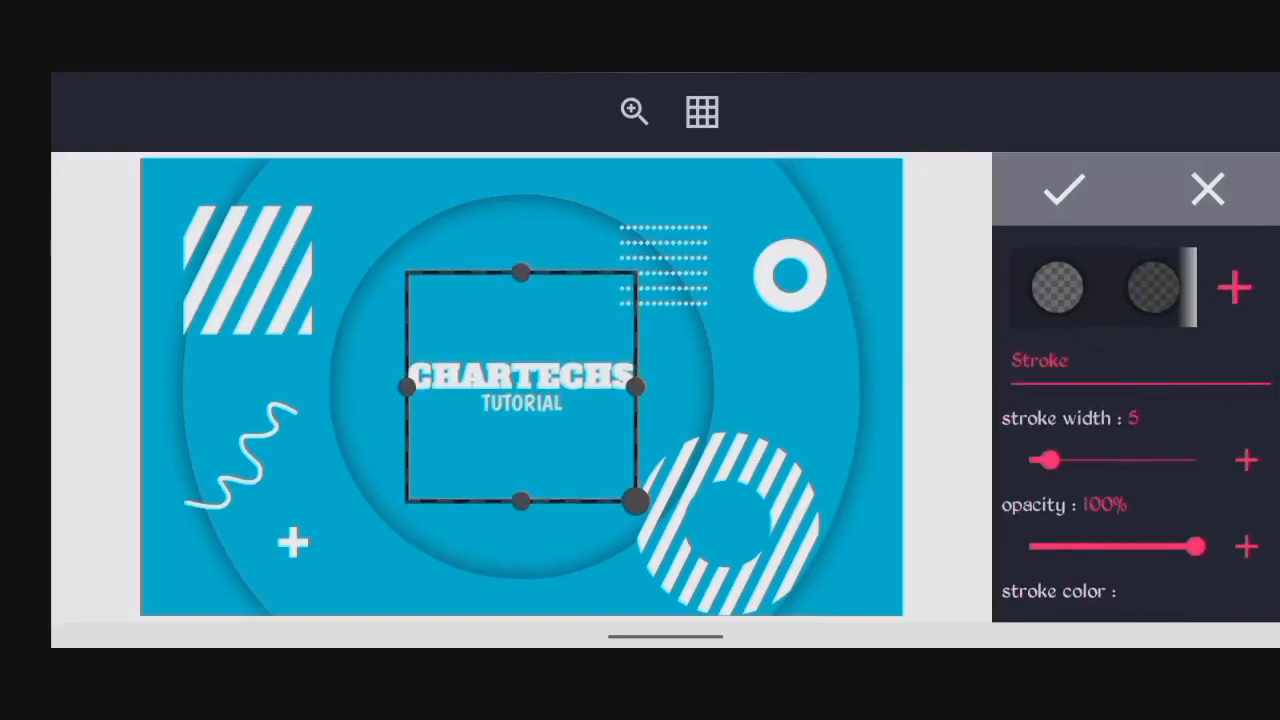 CHARTECHS
TUTORIAL
Stroke
stroke width : 5
opacity : 100%
stroke color :